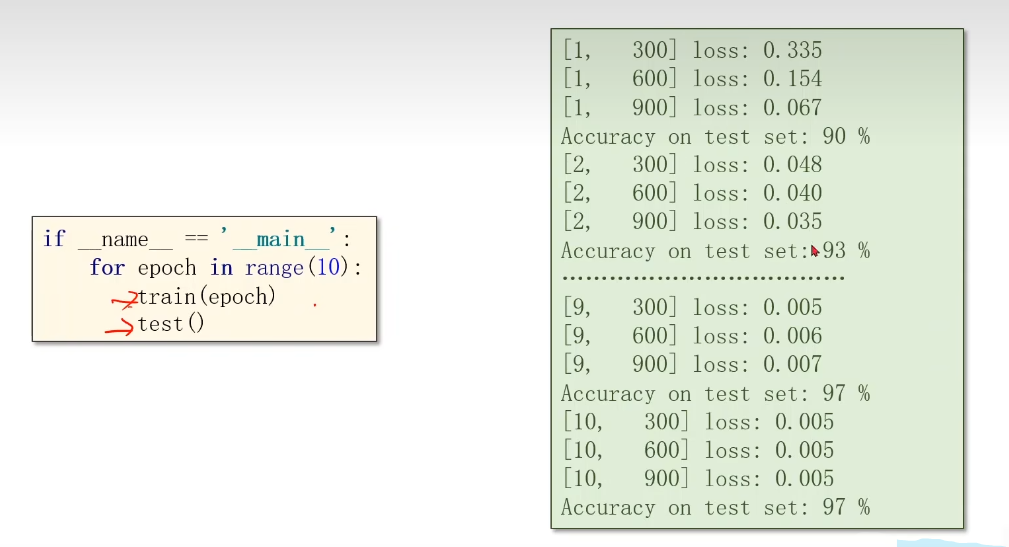 if __name__ == '__main__':
    for epoch in range(10):
        train(epoch)
        test()
[1,   300] loss: 0.335
[1,   600] loss: 0.154
[1,   900] loss: 0.067
Accuracy on test set: 90 %
[2,   300] loss: 0.048
[2,   600] loss: 0.040
[2,   900] loss: 0.035
Accuracy on test set: 93 %
....................................
[9,   300] loss: 0.005
[9,   600] loss: 0.006
[9,   900] loss: 0.007
Accuracy on test set: 97 %
[10,   300] loss: 0.005
[10,   600] loss: 0.005
[10,   900] loss: 0.005
Accuracy on test set: 97 %